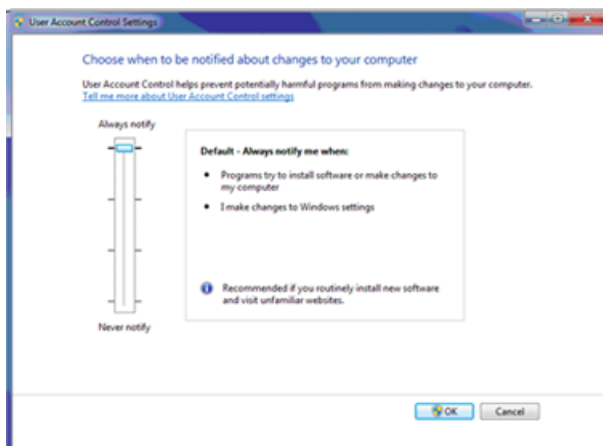 User Account Control Settings
Choose when to be notified about changes to your computer
User Account Control helps prevent potentially harmful programs from making changes to your computer.
Tell me more about User Account Control settings
Always notify
Default - Always notify me when:
• Programs try to install software or make changes to
my computer
• I make changes to Windows settings
Recommended if you routinely install new software
and visit unfamiliar websites.
Never notify
OK
Cancel